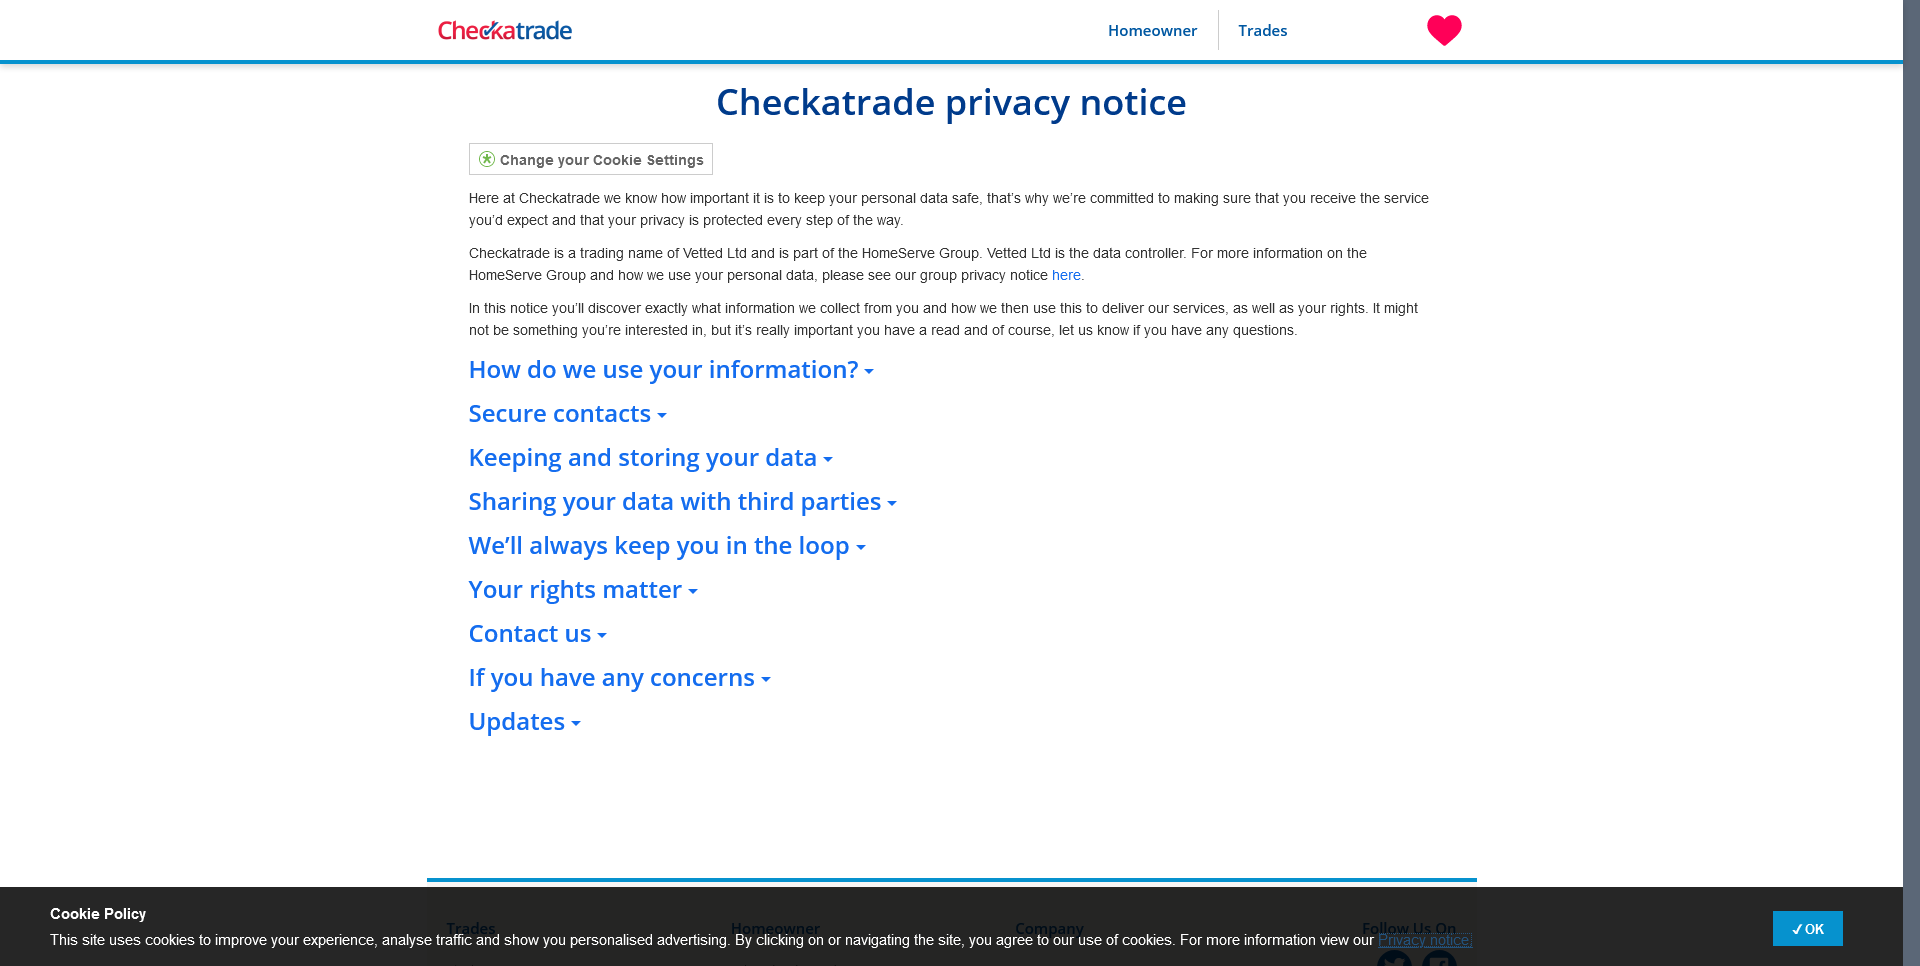 Checkatrade
Homeowner
Trades
Checkatrade privacy notice
Change your Cookie Settings
Here at Checkatrade we know how important it is to keep your personal data safe, that’s why we’re committed to making sure that you receive the service
you’d expect and that your privacy is protected every step of the way.
Checkatrade is a trading name of Vetted Ltd and is part of the HomeServe Group. Vetted Ltd is the data controller. For more information on the
HomeServe Group and how we use your personal data, please see our group privacy notice here.
In this notice you’ll discover exactly what information we collect from you and how we then use this to deliver our services, as well as your rights. It might
not be something you’re interested in, but it’s really important you have a read and of course, let us know if you have any questions.
How do we use your information?
Secure contacts
Keeping and storing your data
Sharing your data with third parties
We’ll always keep you in the loop
Your rights matter
Contact us
If you have any concerns
Updates
Cookie Policy
Trades
Homeowner
Company
Follow Us On
This site uses cookies to improve your experience, analyse traffic and show you personalised advertising. By clicking on or navigating the site, you agree to our use of cookies. For more information view our Privacy notice.
✓ OK